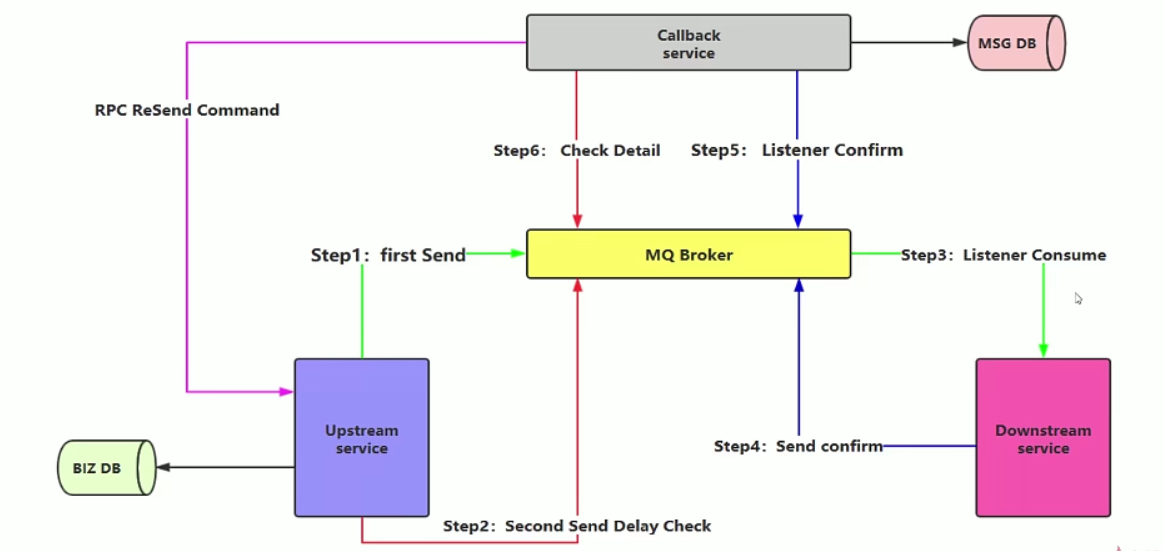 Callback
service
MSG DB
RPC ReSend Command
Step6： Check Detail
Step5： Listener Confirm
Step1：first Send
MQ Broker
Step3：Listener Consume
Upstream
service
Downstream
service
Step4：Send confirm
BIZ DB
Step2：Second Send Delay Check